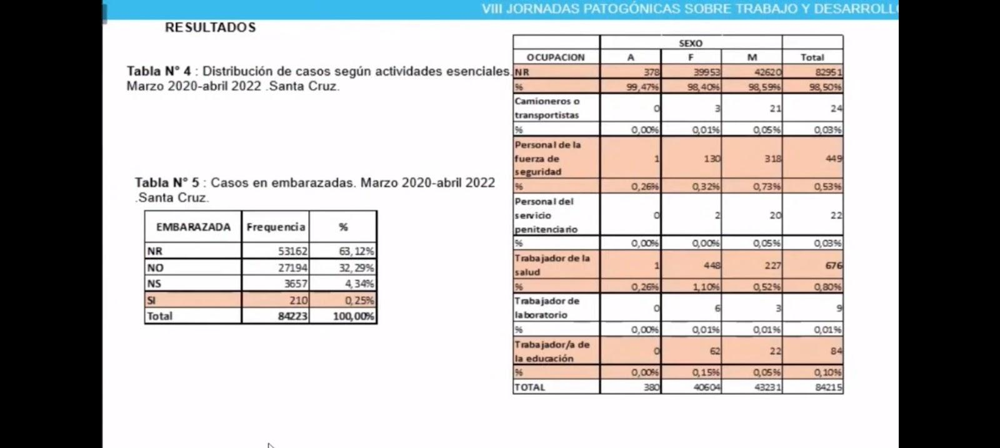 VIII JORNADAS PATOGÓNICAS SOBRE TRABAJO Y DESARROLL
RESULTADOS
Tabla N° 4 : Distribución de casos según actividades esenciales.
Marzo 2020-abril 2022 .Santa Cruz.
Tabla N° 5 : Casos en embarazadas. Marzo 2020-abril 2022
.Santa Cruz.
EMBARAZADA Frequencia %
NR 53162 63,12%
NO 27194 32,29%
NS 3657 4,34%
SI 210 0,25%
Total 84223 100,00%
SEXO
OCUPACION A F M Total
NR 378 39953 42620 82951
% 99,47% 98,40% 98,59% 98,50%
Camioneros o
transportistas 0 3 21 24
% 0,00% 0,01% 0,05% 0,03%
Personal de la
fuerza de
seguridad 1 130 318 449
% 0,26% 0,32% 0,73% 0,53%
Personal del
servicio
penitenciario 0 2 20 22
% 0,00% 0,00% 0,05% 0,03%
Trabajador de la
salud 1 448 227 676
% 0,26% 1,10% 0,52% 0,80%
Trabajador de
laboratorio 0 6 3 9
% 0,00% 0,01% 0,01% 0,01%
Trabajador/a de
la educación 0 62 22 84
% 0,00% 0,15% 0,05% 0,10%
TOTAL 380 40604 43231 84215